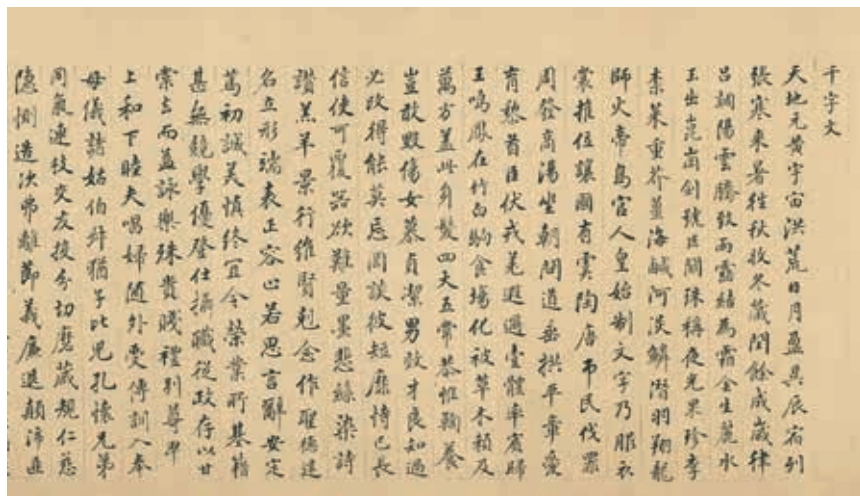 千字文
天地元黄宇宙洪荒日月盈昃辰宿列
張寒来暑往秋收冬藏閏餘成歲律
呂調陽雲騰致雨露結為霜金生麗水
玉出崑崗劍號巨闕珠稱夜光果珍李
柰菜重芥薑海鹹河淡鱗潛羽翔龍
師火帝鳥官人皇始制文字乃服衣
裳推位讓國有虞陶唐弔民伐罪
周發商湯坐朝問道垂拱平章愛
育黎首臣伏戎羌遐邇壹體率賓歸
王鳴鳳在竹白駒食場化被草木賴及
萬方蓋此身髮四大五常恭惟鞠養
豈敢毀傷女慕貞潔男效才良知過
必改得能莫忘罔談彼短靡恃己長
信使可覆器欲難量墨悲絲染詩
讚羔羊景行維賢剋念作聖德建
名立形端表正容止若思言辭安定
篤初誠美慎終宜令榮業所基籍
甚無競學優登仕攝職從政存以甘
棠去而益詠樂殊貴賤禮別尊卑
上和下睦夫唱婦隨外受傅訓入奉
母儀諸姑伯叔猶子比兒孔懷兄弟
同氣連枝交友投分切磨箴規仁慈
隱惻造次弗離節義廉退顛沛匪